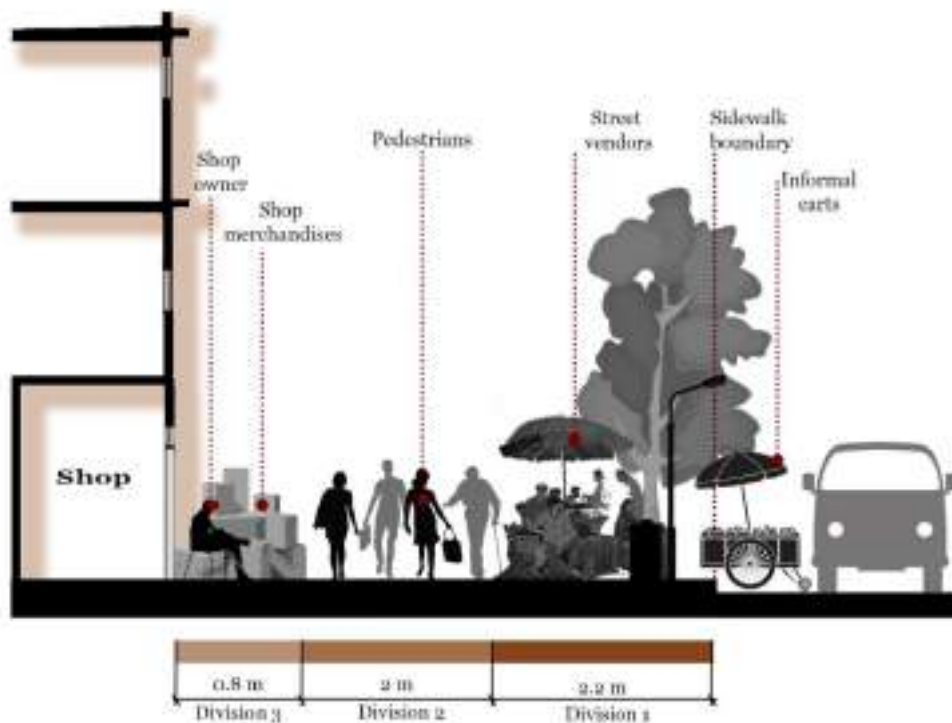 Street
vendors
Sidewalk
boundary
Pedestrians
Shop
owner
Informal
carts
Shop
merchandises
Shop
0.8 m
2 m
2.2 m
Division 3
Division 2
Division 1